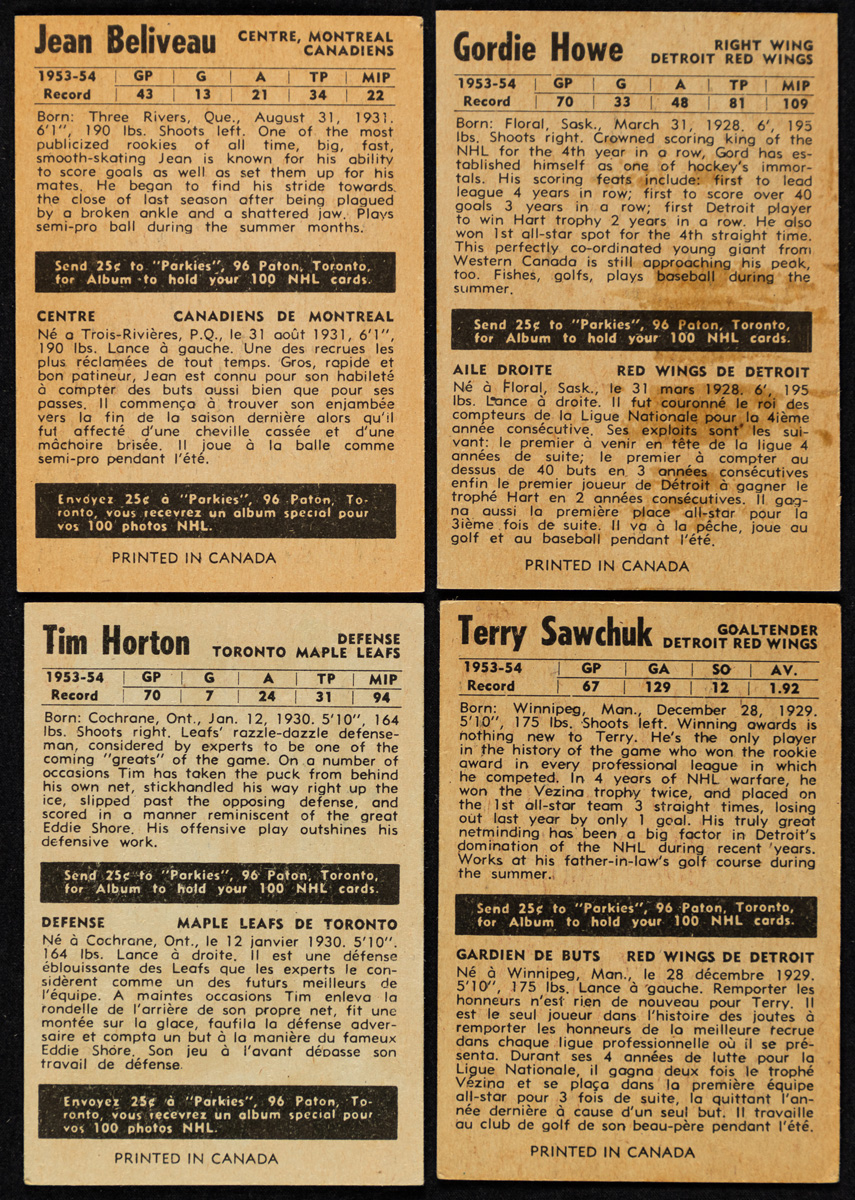 Jean Beliveau CENTRE, MONTREAL
CANADIENS
1953-54 | GP | G | A | TP | MIP
Record | 43 | 13 | 21 | 34 | 22
Born: Three Rivers, Que., August 31, 1931.
6'1", 190 lbs. Shoots left. One of the most
publicized rookies of all time, big, fast,
smooth-skating Jean is known for his ability
to score goals as well as set them up for his
mates. He began to find his stride towards
the close of last season after being plagued
by a broken ankle and a shattered jaw. Plays
semi-pro ball during the summer months.
Send 25¢ to "Parkies", 96 Paton, Toronto,
for Album to hold your 100 NHL cards.
CENTRE CANADIENS DE MONTREAL
Né a Trois-Rivières, P.Q., le 31 août 1931, 6'1",
190 lbs. Lance à gauche. Une des recrues les
plus réclamées de tout temps. Gros, rapide et
bon patineur, Jean est connu pour son habileté
à compter des buts aussi bien que pour ses
passes. Il commença à trouver son enjambée
vers la fin de la saison dernière alors qu'il
fut affecté d'une cheville cassée et d'une
mâchoire brisée. Il joue à la balle comme
semi-pro pendant l'été.
Envoyez 25¢ à "Parkies", 96 Paton, To-
ronto, vous recevrez un album special pour
vos 100 photos NHL.
PRINTED IN CANADA
Gordie Howe RIGHT WING
DETROIT RED WINGS
1953-54 | GP | G | A | TP | MIP
Record | 70 | 33 | 48 | 81 | 109
Born: Floral, Sask., March 31, 1928. 6', 195
lbs. Shoots right. Crowned scoring king of the
NHL for the 4th year in a row, Gord has es-
tablished himself as one of hockey's immor-
tals. His scoring feats include: first to lead
league 4 years in row; first to score over 40
goals 3 years in a row; first Detroit player
to win Hart trophy 2 years in a row. He also
won 1st all-star spot for the 4th straight time.
This perfectly co-ordinated young giant from
Western Canada is still approaching his peak,
too. Fishes, golfs, plays baseball during the
summer.
Send 25¢ to "Parkies", 96 Paton, Toronto,
for Album to hold your 100 NHL cards.
AILE DROITE RED WINGS DE DETROIT
Né à Floral, Sask., le 31 mars 1928. 6', 195
lbs. Lance à droite. Il fut couronné le roi des
compteurs de la Ligue Nationale pour la 4ième
année consécutive. Ses exploits sont les sui-
vant: le premier à venir en tête de la ligue 4
années de suite; le premier à compter au
dessus de 40 buts en 3 années consécutives
enfin le premier joueur de Détroit à gagner le
trophé Hart en 2 années consécutives. Il gag-
na aussi la première place all-star pour la
3ième fois de suite. Il va à la pêche, joue au
golf et au baseball pendant l'été.
PRINTED IN CANADA
Tim Horton DEFENSE
TORONTO MAPLE LEAFS
1953-54 | GP | G | A | TP | MIP
Record | 70 | 7 | 24 | 31 | 94
Born: Cochrane, Ont., Jan. 12, 1930. 5'10", 164
lbs. Shoots right. Leafs' razzle-dazzle defense-
man, considered by experts to be one of the
coming "greats" of the game. On a number of
occasions Tim has taken the puck from behind
his own net, stickhandled his way right up the
ice, slipped past the opposing defense, and
scored in a manner reminiscent of the great
Eddie Shore. His offensive play outshines his
defensive work.
Send 25¢ to "Parkies", 96 Paton, Toronto,
for Album to hold your 100 NHL cards.
DEFENSE MAPLE LEAFS DE TORONTO
Né à Cochrane, Ont., le 12 janvier 1930. 5'10".
164 lbs. Lance à droite. Il est une défense
éblouissante des Leafs que les experts le con-
sidèrent comme un des futurs meilleurs de
l'équipe. A maintes occasions Tim enleva la
rondelle de l'arrière de son propre net, fit une
montée sur la glace, faufila la défense adver-
saire et compta un but à la manière du fameux
Eddie Shore. Son jeu à l'avant dépasse son
travail de défense.
Envoyez 25¢ à "Parkies", 96 Paton, To-
ronto, vous recevrez un album special pour
vos 100 photos NHL.
PRINTED IN CANADA
Terry Sawchuk GOALTENDER
DETROIT RED WINGS
1953-54 | GP | GA | SO | AV.
Record | 67 | 129 | 12 | 1.92
Born: Winnipeg, Man., December 28, 1929.
5'10", 175 lbs. Shoots left. Winning awards is
nothing new to Terry. He's the only player
in the history of the game who won the rookie
award in every professional league in which
he competed. In 4 years of NHL warfare, he
won the Vezina trophy twice, and placed on
the 1st all-star team 3 straight times, losing
out last year by only 1 goal. His truly great
netminding has been a big factor in Detroit's
domination of the NHL during recent years.
Works at his father-in-law's golf course during
the summer.
Send 25¢ to "Parkies", 96 Paton, Toronto,
for Album to hold your 100 NHL cards.
GARDIEN DE BUTS RED WINGS DE DETROIT
Né à Winnipeg, Man., le 28 décembre 1929.
5'10", 175 lbs. Lance à gauche. Remporter les
honneurs n'est rien de nouveau pour Terry. Il
est le seul joueur dans l'histoire des joutes à
remporter les honneurs de la meilleure recrue
dans chaque ligue professionnelle où il se pré-
senta. Durant ses 4 années de lutte pour la
Ligue Nationale, il gagna deux fois le trophé
Vézina et se plaça dans la première équipe
all-star pour 3 fois de suite, la quittant l'an-
née dernière à cause d'un seul but. Il travaille
au club de golf de son beau-père pendant l'été.
PRINTED IN CANADA